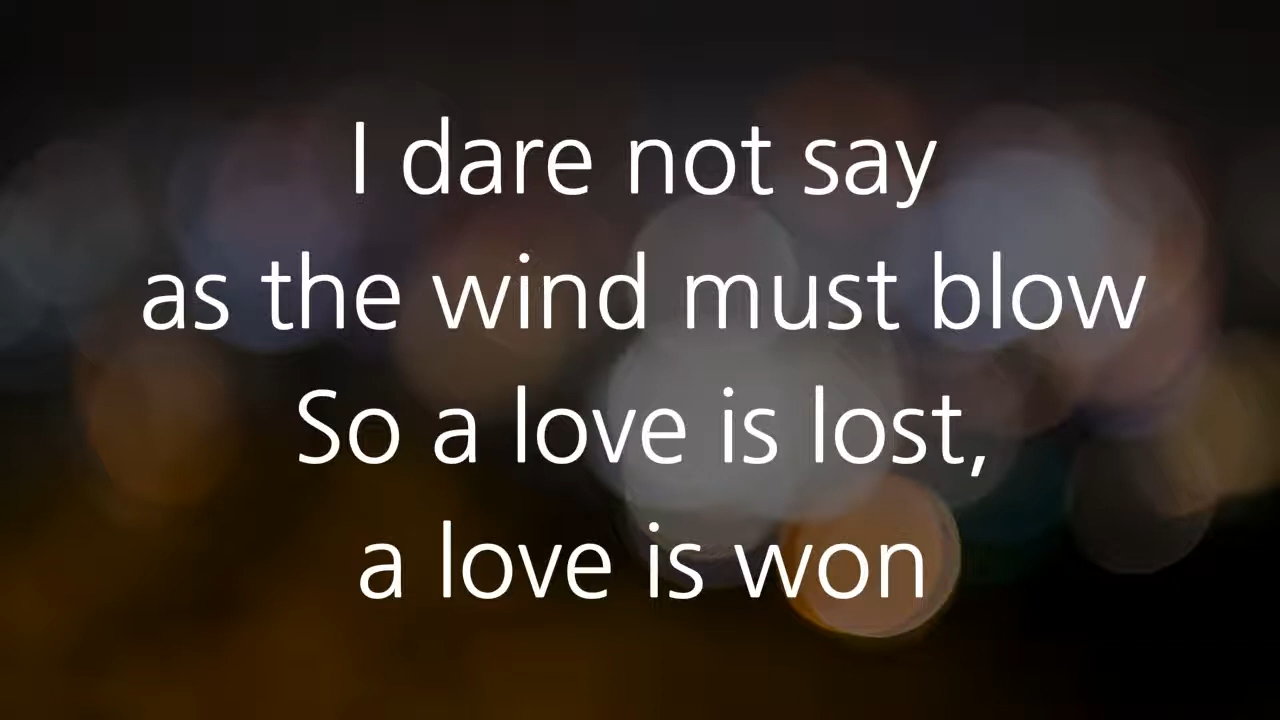 I dare not say
as the wind must blow
So a love is lost,
a love is won